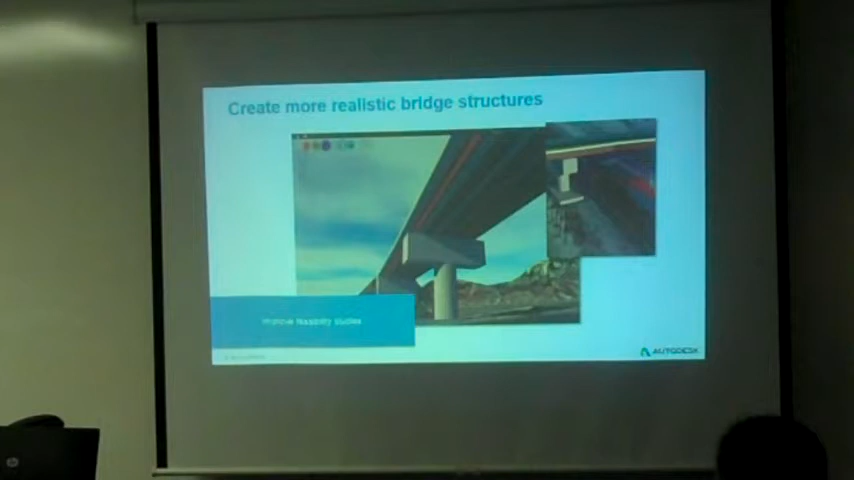 Create more realistic bridge structures
Improve feasibility studies
AUTODESK